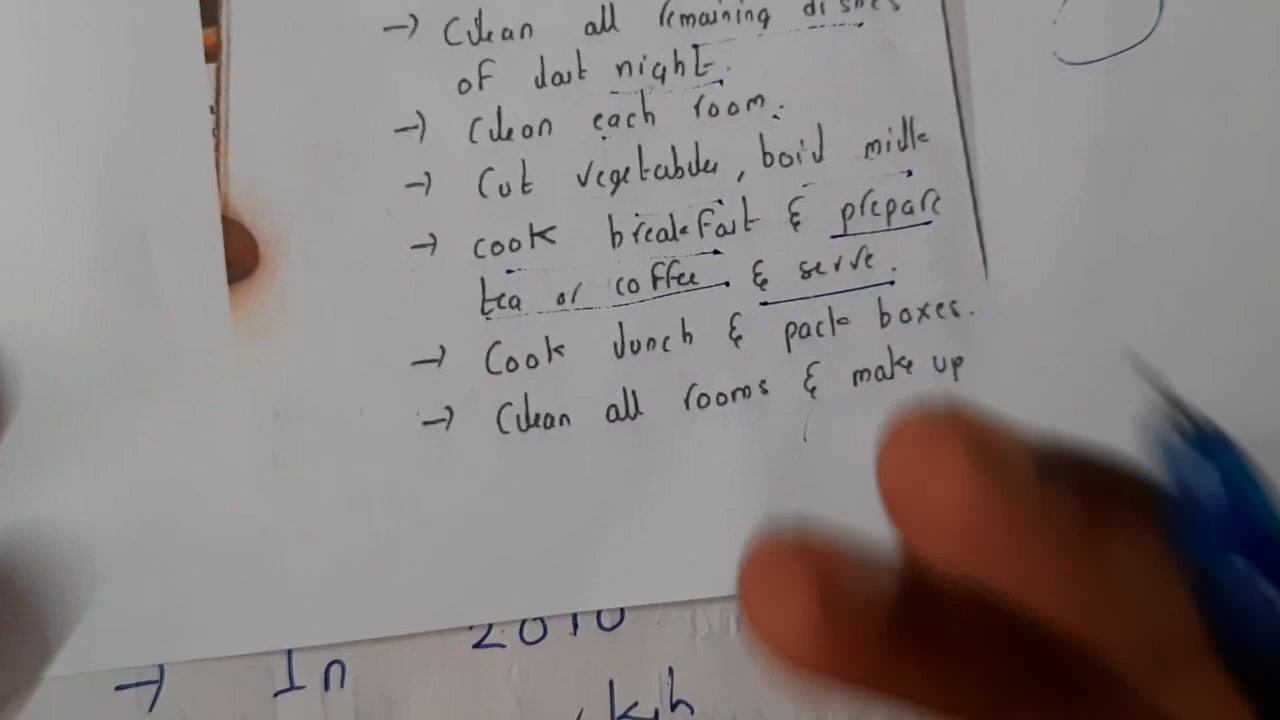 → Clean all remaining dishes
of last night.
→ Clean each room.
→ Cut vegetables, boil milk
→ cook breakfast & prepare
tea or coffee & serve.
→ Cook lunch & pack boxes.
→ Clean all rooms & make up
→ In 2010